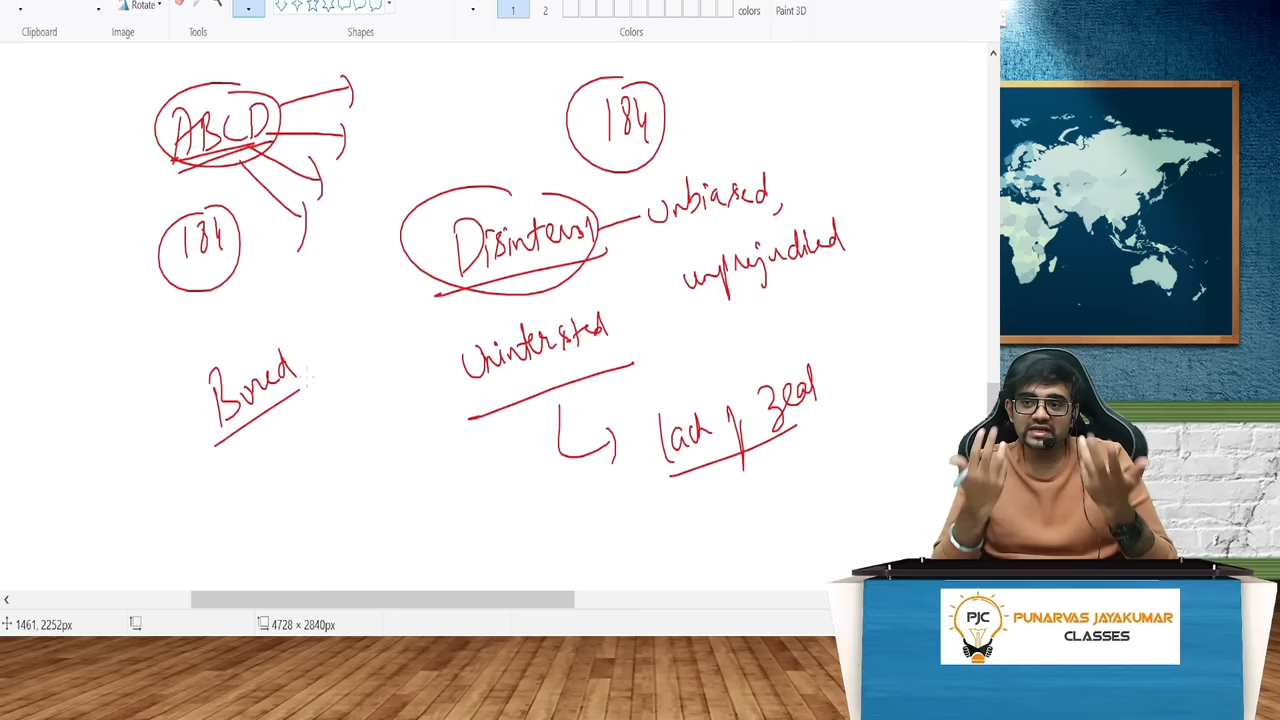 Rotate
1
2
colors
Paint 3D
Clipboard
Image
Tools
Shapes
Colors
ABCD
184
184
Disinterst
unbiased,
unprejudiced
Uninterested
Bored
lack of zeal
1461, 2252px
4728 × 2840px
PJC
PUNARVAS JAYAKUMAR
CLASSES